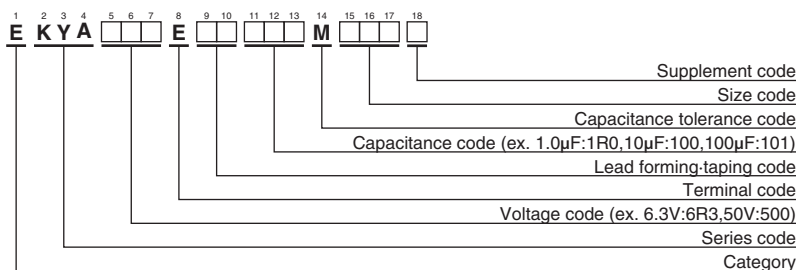 1 2 3 4 5 6 7 8 9 10 11 12 13 14 15 16 17 18
E K Y A E M
Supplement code
Size code
Capacitance tolerance code
Capacitance code (ex. 1.0μF:1R0,10μF:100,100μF:101)
Lead forming·taping code
Terminal code
Voltage code (ex. 6.3V:6R3,50V:500)
Series code
Category